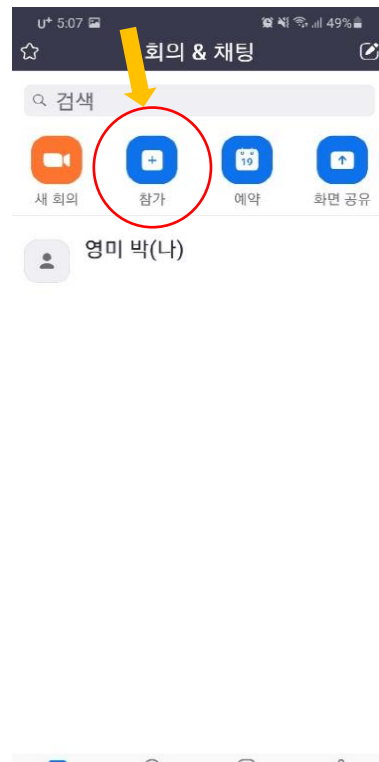 U⁺ 5:07 49%
회의 & 채팅
검색
19
새 회의 참가 예약 화면 공유
영미 박(나)